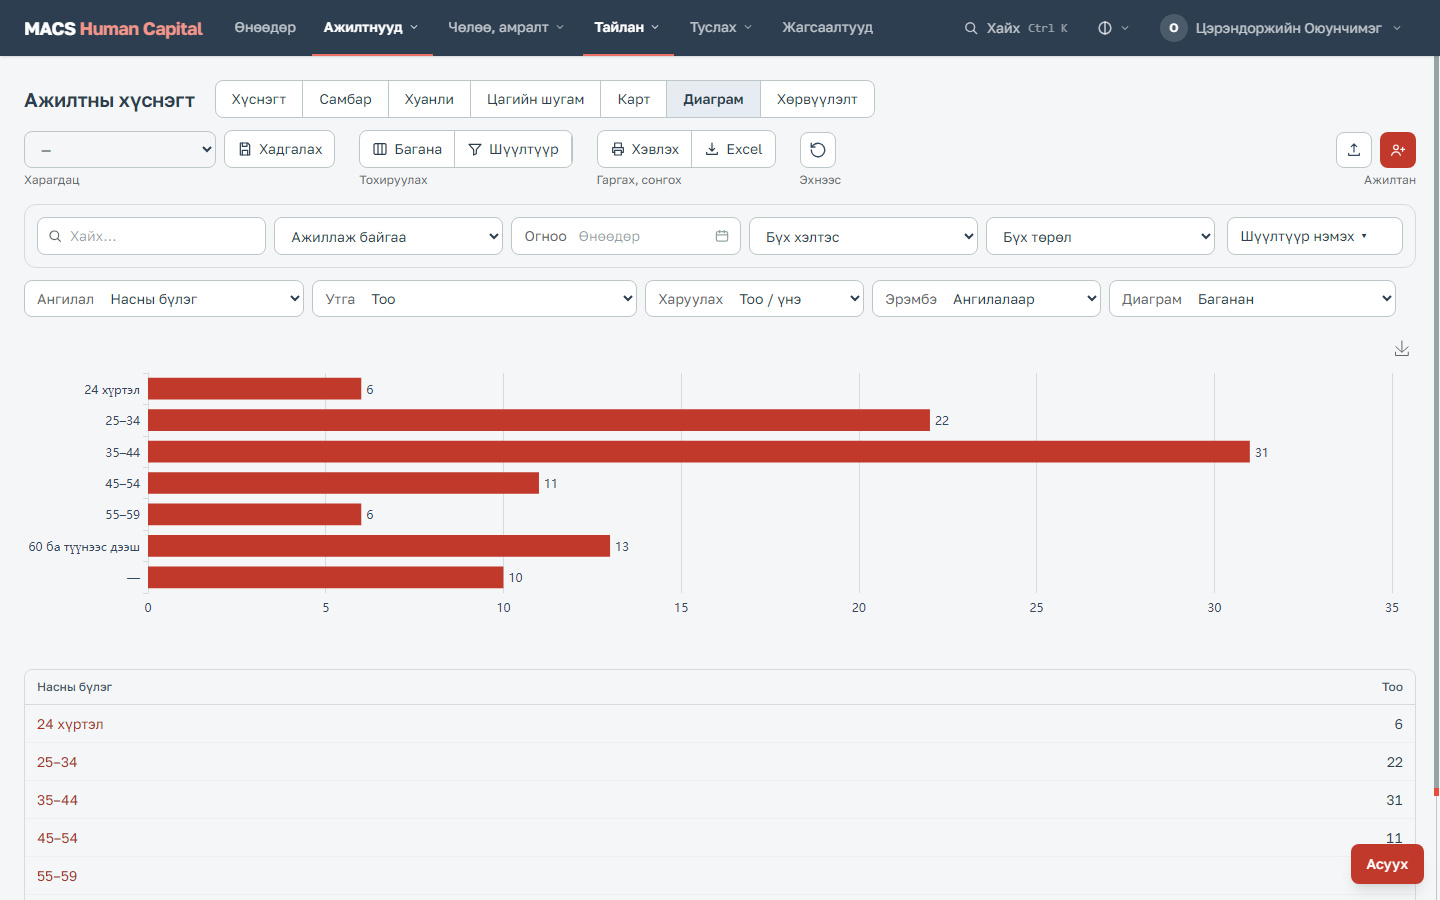 MACS Human Capital Өнөөдөр Ажилтнууд Чөлөө, амралт Тайлан Туслах Жагсаалтууд Хайх Ctrl K О Цэрэндоржийн Оюунчимэг
Ажилтны хүснэгт Хүснэгт Самбар Хуанли Цагийн шугам Карт Диаграм Хөрвүүлэлт
— Хадгалах Багана Шүүлтүүр Хэвлэх Excel
Харагдац Тохируулах Гаргах, сонгох Эхнээс Ажилтан
Хайх... Ажиллаж байгаа Огноо Өнөөдөр Бүх хэлтэс Бүх төрөл Шүүлтүүр нэмэх
Ангилал Насны бүлэг Утга Тоо Харуулах Тоо / үнэ Эрэмбэ Ангилалаар Диаграм Баганан
24 хүртэл 6
25–34 22
35–44 31
45–54 11
55–59 6
60 ба түүнээс дээш 13
— 10
0 5 10 15 20 25 30 35
Насны бүлэг Тоо
24 хүртэл 6
25–34 22
35–44 31
45–54 11
55–59
Асуух